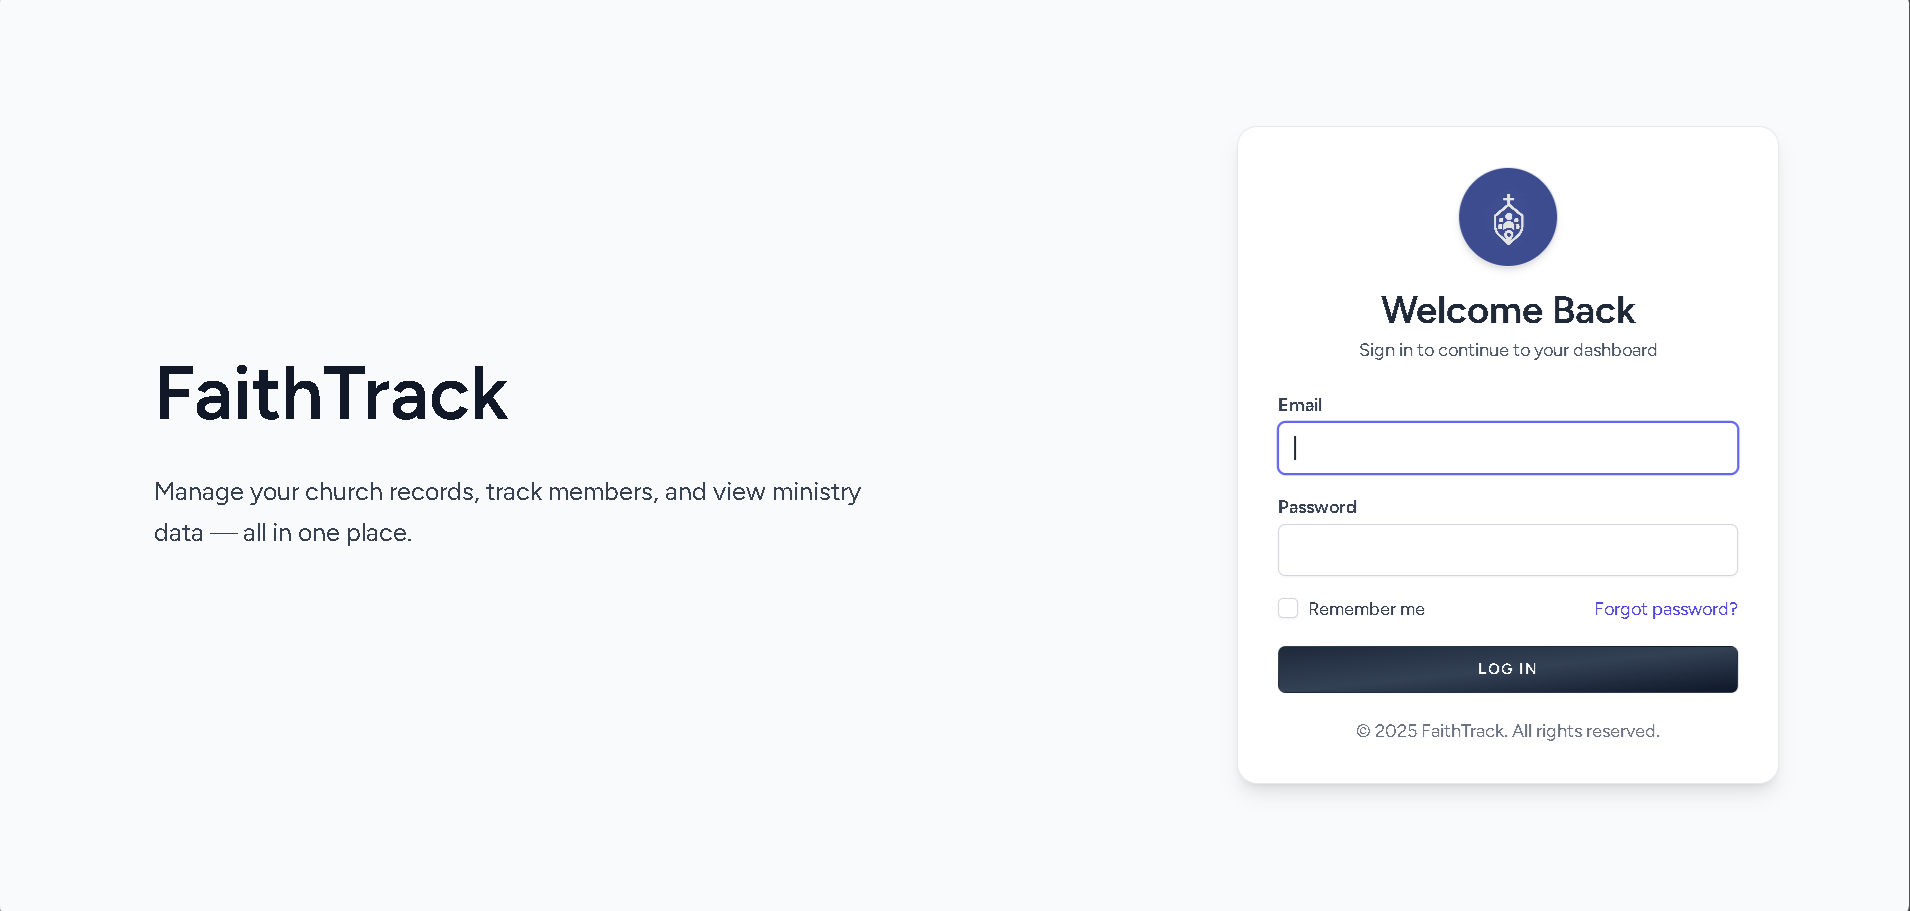 FaithTrack
Manage your church records, track members, and view ministry
data — all in one place.
Welcome Back
Sign in to continue to your dashboard
Email
Password
Remember me
Forgot password?
LOG IN
© 2025 FaithTrack. All rights reserved.